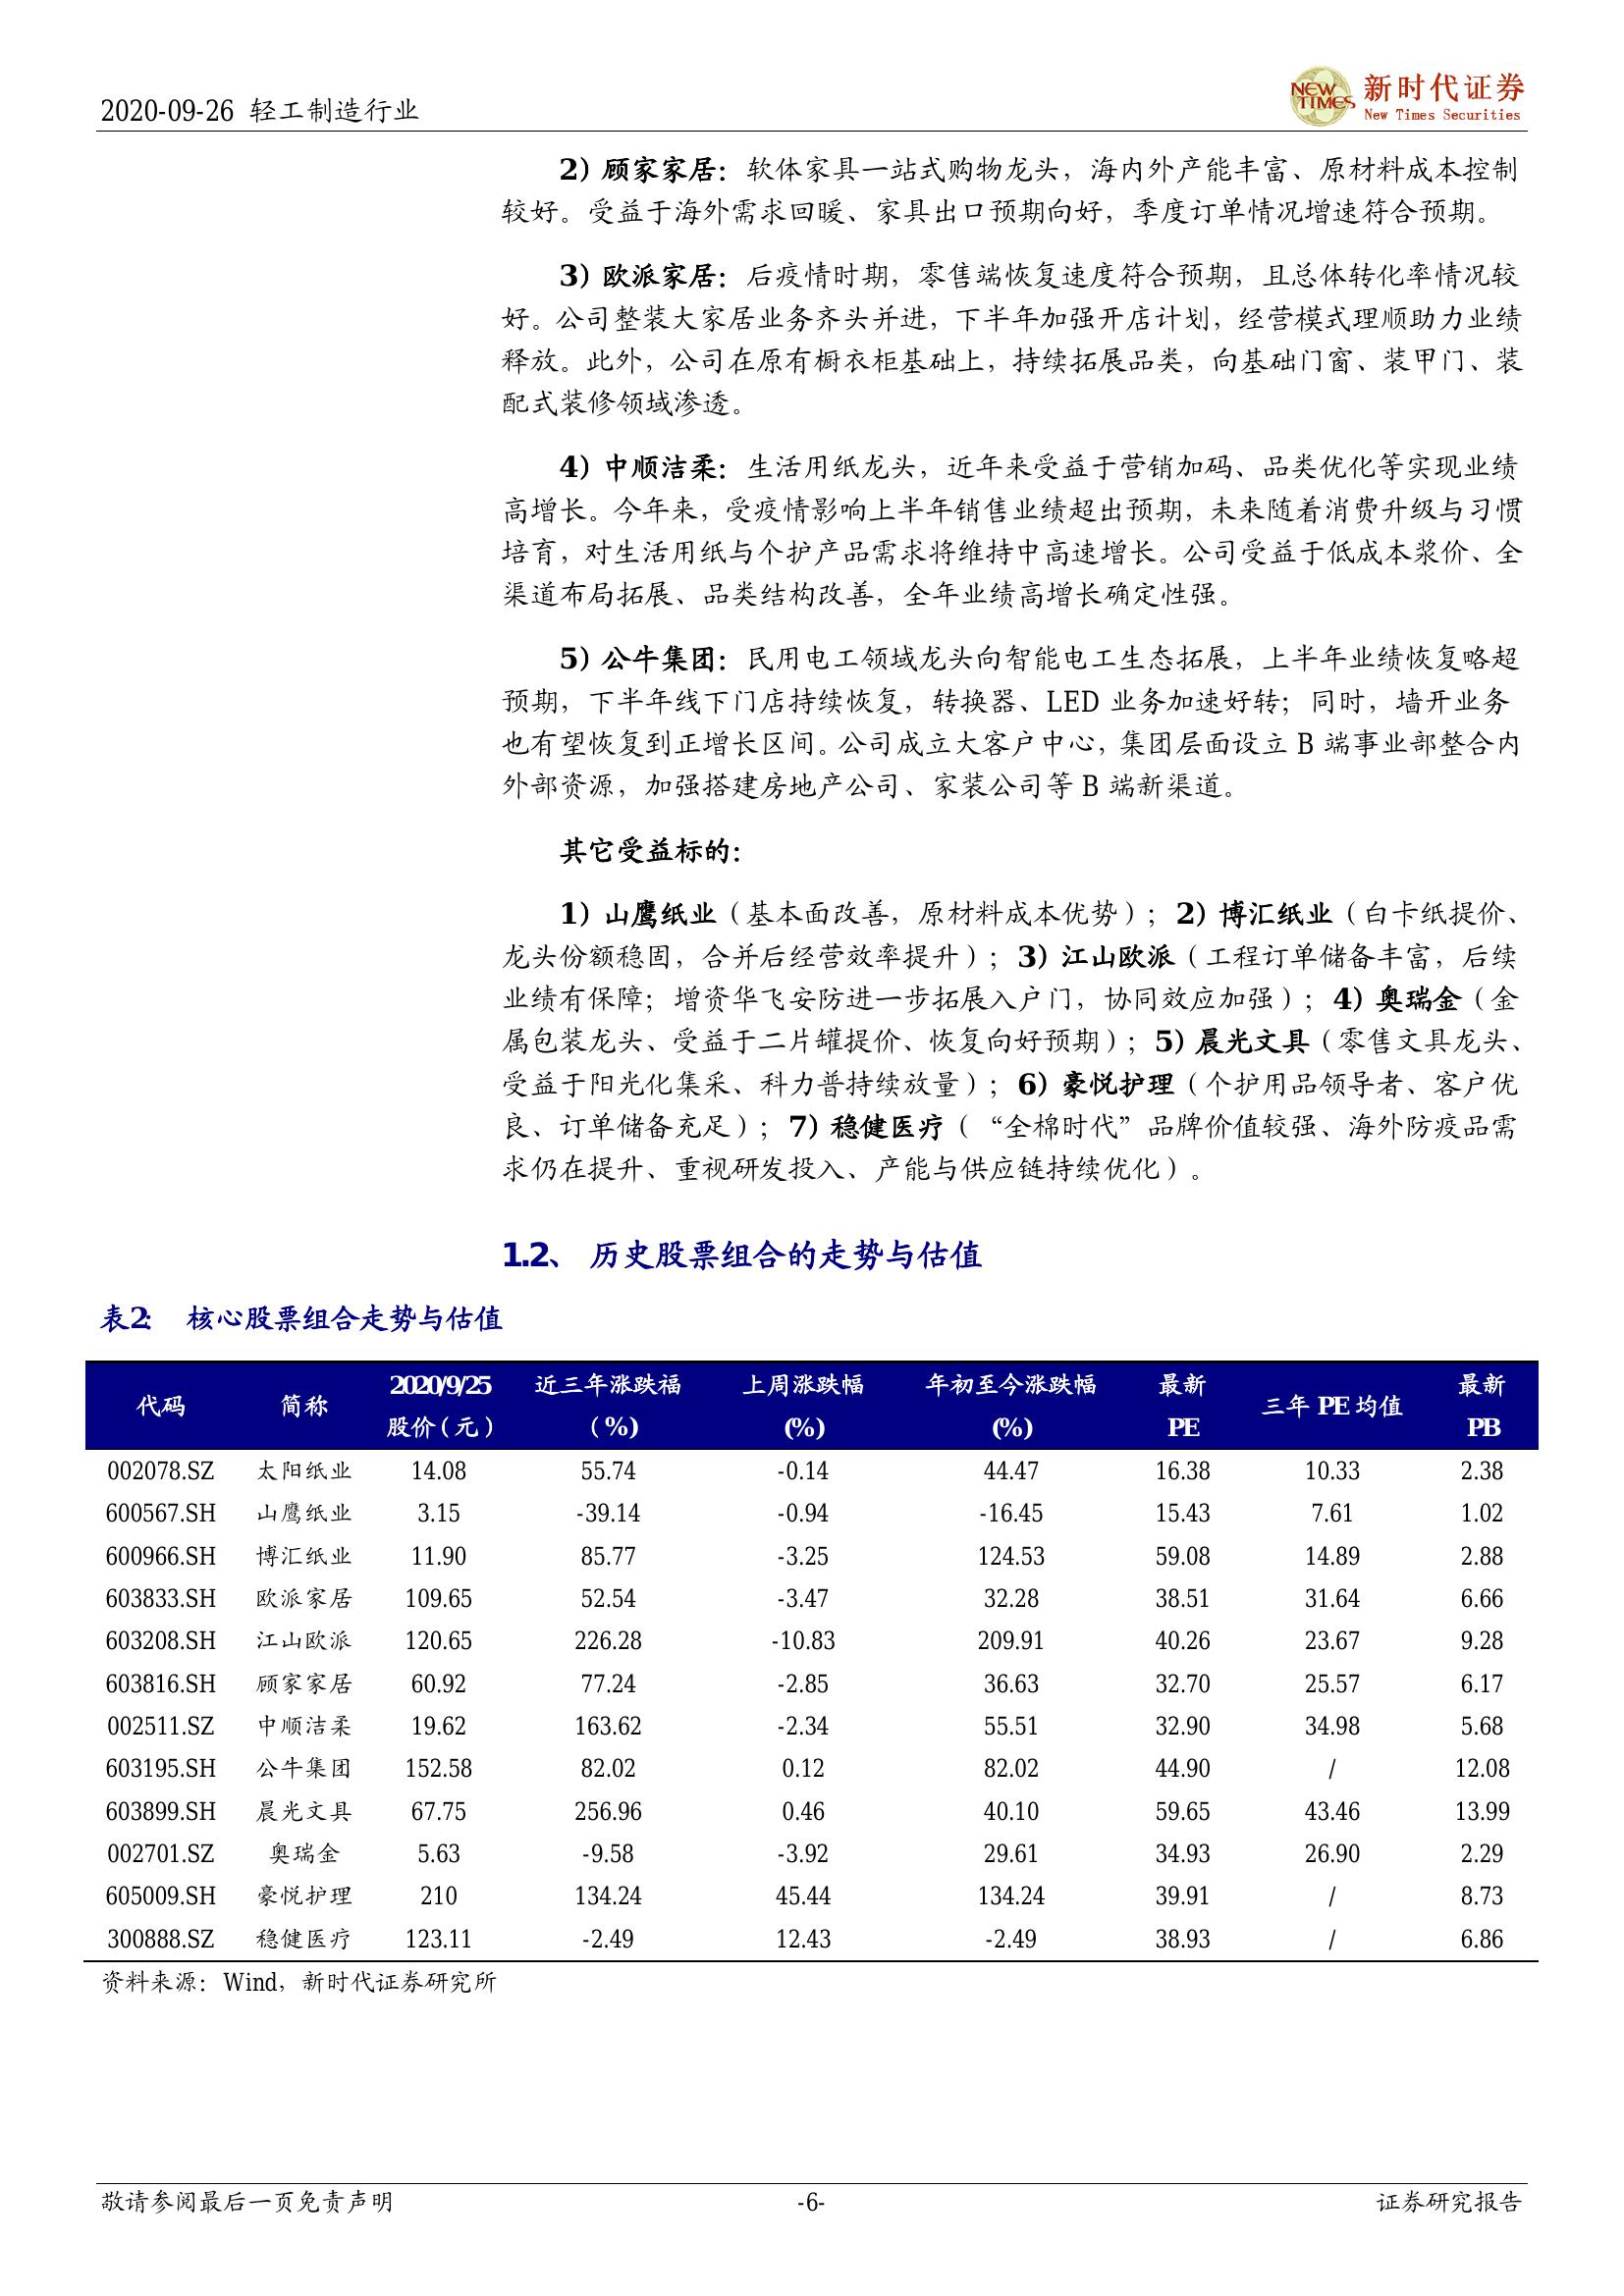 2020-09-26 轻工制造行业
NEW TIMES 新时代证券
New Times Securities
2）顾家家居：软体家具一站式购物龙头，海内外产能丰富、原材料成本控制
较好。受益于海外需求回暖、家具出口预期向好，季度订单情况增速符合预期。
3）欧派家居：后疫情时期，零售端恢复速度符合预期，且总体转化率情况较
好。公司整装大家居业务齐头并进，下半年加强开店计划，经营模式理顺助力业绩
释放。此外，公司在原有橱衣柜基础上，持续拓展品类，向基础门窗、装甲门、装
配式装修领域渗透。
4）中顺洁柔：生活用纸龙头，近年来受益于营销加码、品类优化等实现业绩
高增长。今年来，受疫情影响上半年销售业绩超出预期，未来随着消费升级与习惯
培育，对生活用纸与个护产品需求将维持中高速增长。公司受益于低成本浆价、全
渠道布局拓展、品类结构改善，全年业绩高增长确定性强。
5）公牛集团：民用电工领域龙头向智能电工生态拓展，上半年业绩恢复略超
预期，下半年线下门店持续恢复，转换器、LED 业务加速好转；同时，墙开业务
也有望恢复到正增长区间。公司成立大客户中心，集团层面设立 B 端事业部整合内
外部资源，加强搭建房地产公司、家装公司等 B 端新渠道。
其它受益标的：
1）山鹰纸业（基本面改善，原材料成本优势）；2）博汇纸业（白卡纸提价、
龙头份额稳固，合并后经营效率提升）；3）江山欧派（工程订单储备丰富，后续
业绩有保障；增资华飞安防进一步拓展入户门，协同效应加强）；4）奥瑞金（金
属包装龙头、受益于二片罐提价、恢复向好预期）；5）晨光文具（零售文具龙头、
受益于阳光化集采、科力普持续放量）；6）豪悦护理（个护用品领导者、客户优
良、订单储备充足）；7）稳健医疗（“全棉时代”品牌价值较强、海外防疫品需
求仍在提升、重视研发投入、产能与供应链持续优化）。
1.2、 历史股票组合的走势与估值
表2： 核心股票组合走势与估值
代码 简称 2020/9/25 股价（元） 近三年涨跌福（%） 上周涨跌幅（%） 年初至今涨跌幅（%） 最新 PE 三年 PE 均值 最新 PB
002078.SZ 太阳纸业 14.08 55.74 -0.14 44.47 16.38 10.33 2.38
600567.SH 山鹰纸业 3.15 -39.14 -0.94 -16.45 15.43 7.61 1.02
600966.SH 博汇纸业 11.90 85.77 -3.25 124.53 59.08 14.89 2.88
603833.SH 欧派家居 109.65 52.54 -3.47 32.28 38.51 31.64 6.66
603208.SH 江山欧派 120.65 226.28 -10.83 209.91 40.26 23.67 9.28
603816.SH 顾家家居 60.92 77.24 -2.85 36.63 32.70 25.57 6.17
002511.SZ 中顺洁柔 19.62 163.62 -2.34 55.51 32.90 34.98 5.68
603195.SH 公牛集团 152.58 82.02 0.12 82.02 44.90 / 12.08
603899.SH 晨光文具 67.75 256.96 0.46 40.10 59.65 43.46 13.99
002701.SZ 奥瑞金 5.63 -9.58 -3.92 29.61 34.93 26.90 2.29
605009.SH 豪悦护理 210 134.24 45.44 134.24 39.91 / 8.73
300888.SZ 稳健医疗 123.11 -2.49 12.43 -2.49 38.93 / 6.86
资料来源：Wind，新时代证券研究所
敬请参阅最后一页免责声明 -6- 证券研究报告